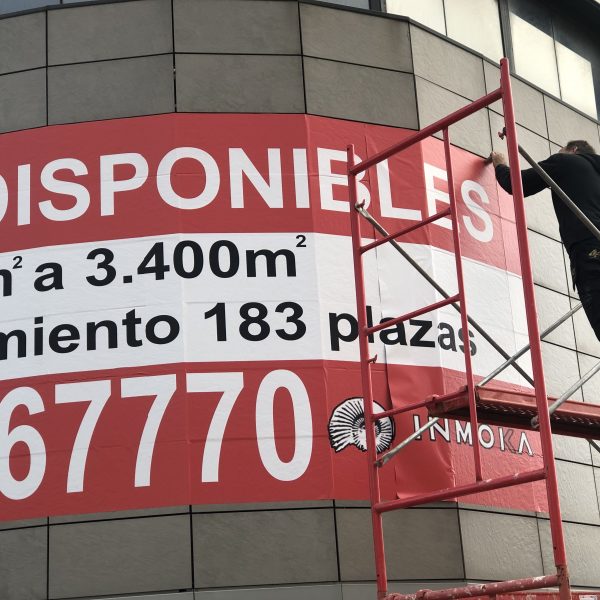 DISPONIBLES
m² a 3.400m²
miento 183 plazas
67770
INMOKA